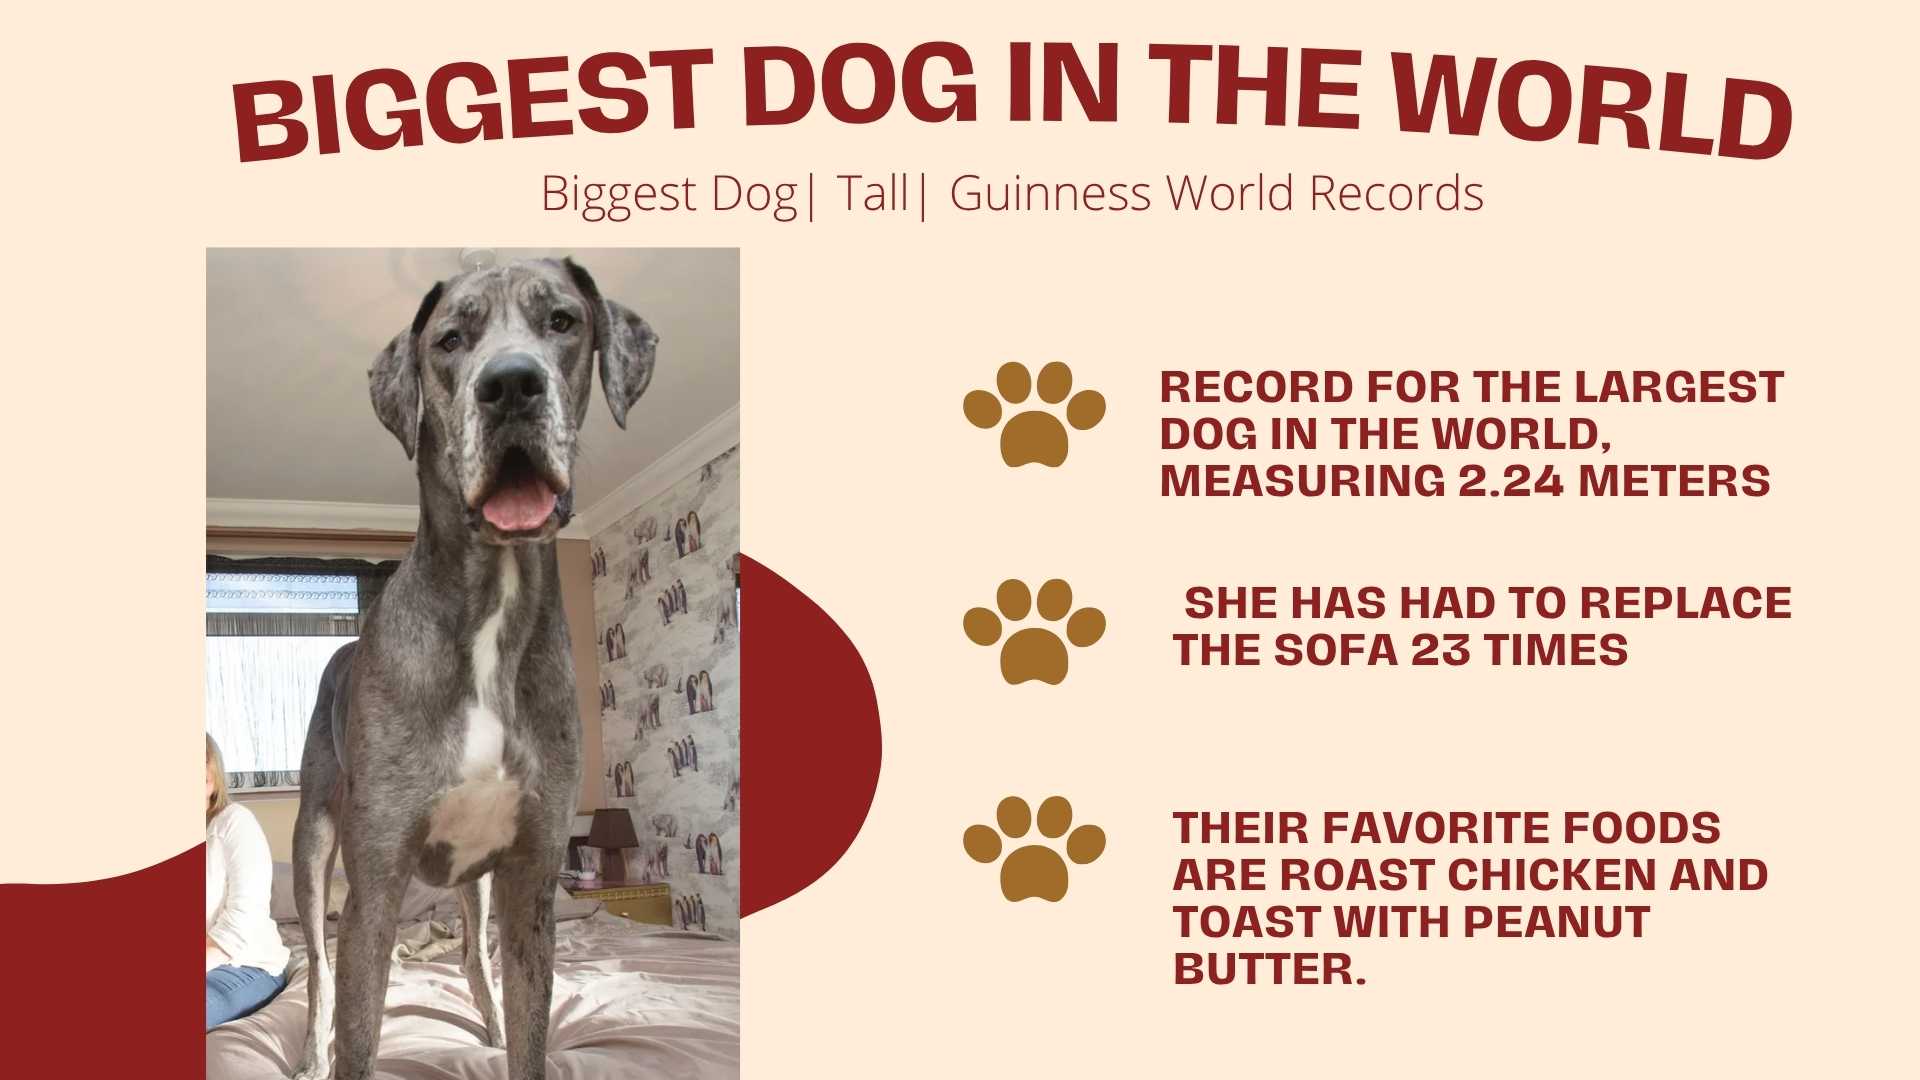 BIGGEST DOG IN THE WORLD
Biggest Dog| Tall| Guinness World Records
RECORD FOR THE LARGEST
DOG IN THE WORLD,
MEASURING 2.24 METERS
SHE HAS HAD TO REPLACE
THE SOFA 23 TIMES
THEIR FAVORITE FOODS
ARE ROAST CHICKEN AND
TOAST WITH PEANUT
BUTTER.